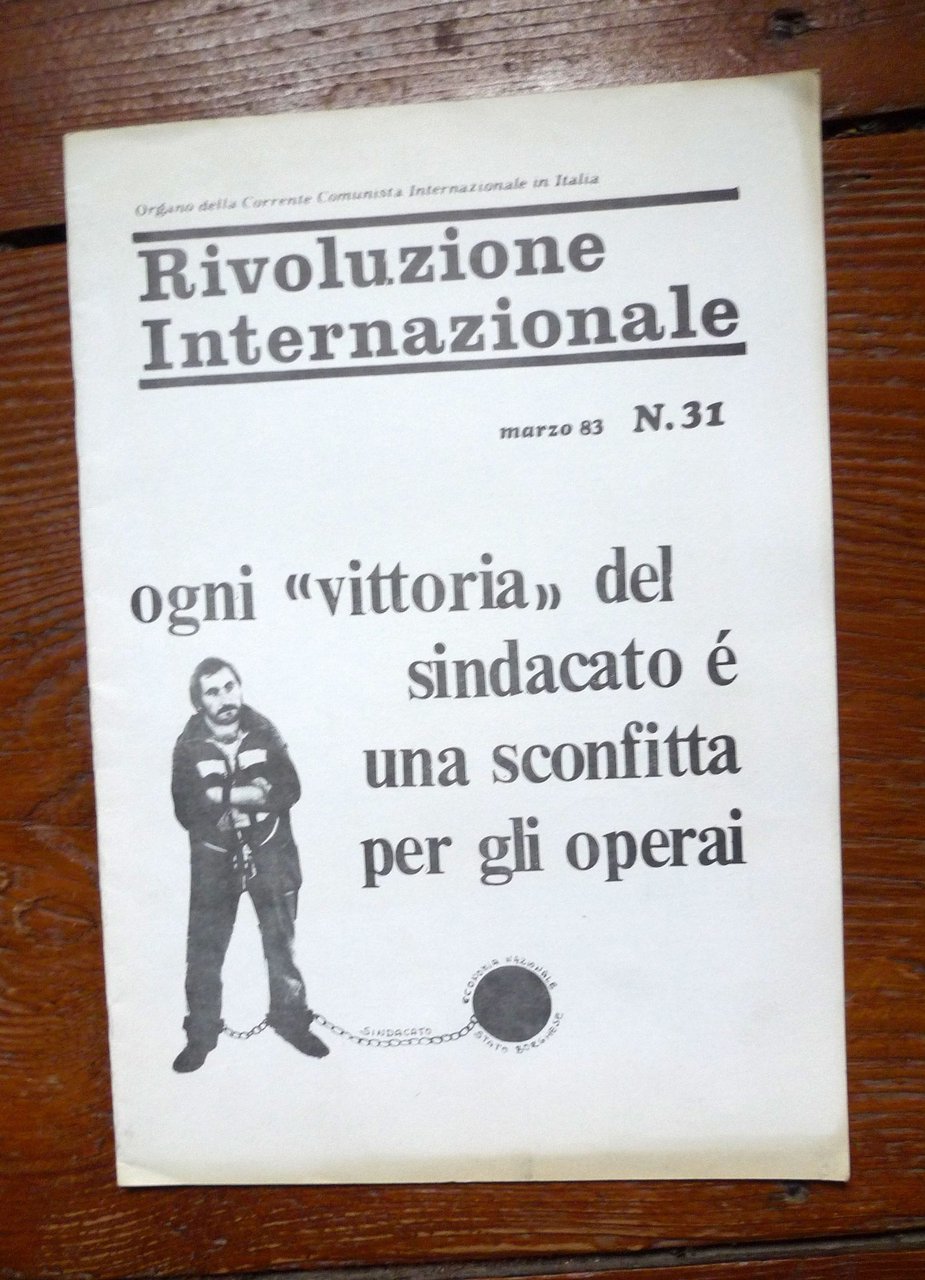 Organo della Corrente Comunista Internazionale in Italia
Rivoluzione
Internazionale
marzo 83 N. 31
ogni «vittoria» del
sindacato é
una sconfitta
per gli operai
ECONOMIA NAZIONALE
SINDACATO
STATO BORGHESE